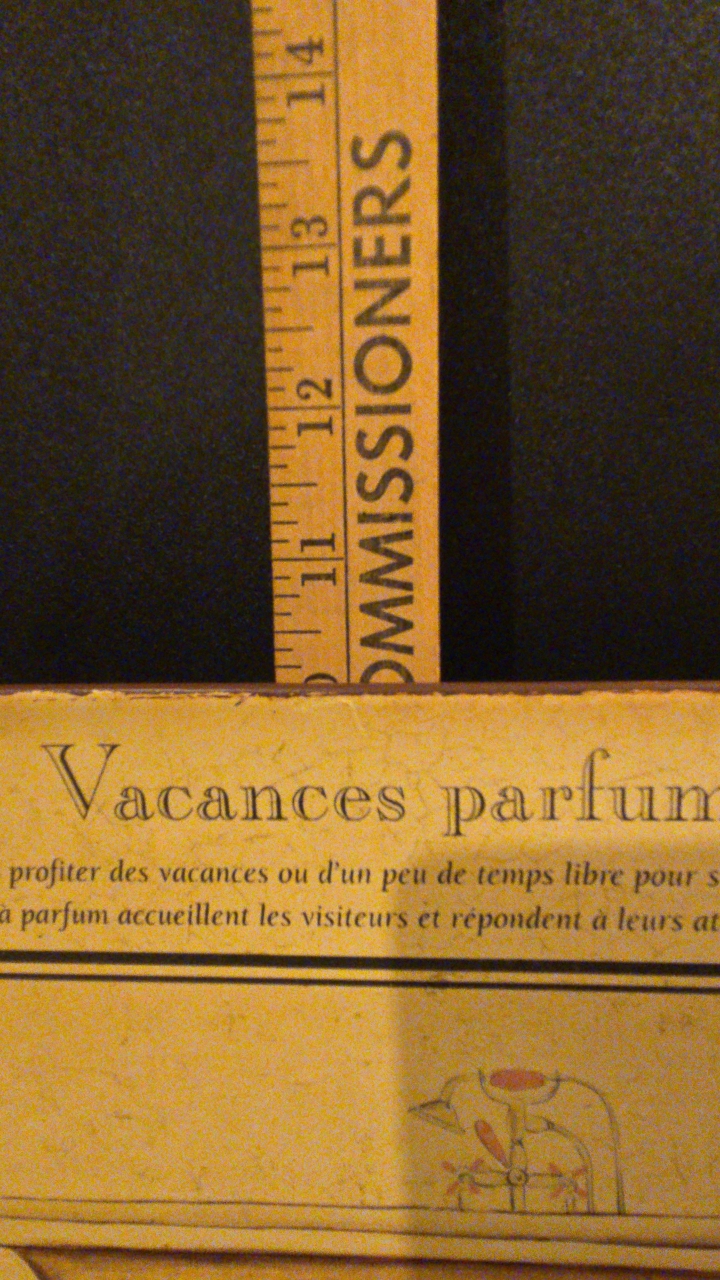 14
13
12
11
OMMISSIONERS
Vacances parfum
profiter des vacances ou d'un peu de temps libre pour s
à parfum accueillent les visiteurs et répondent à leurs at